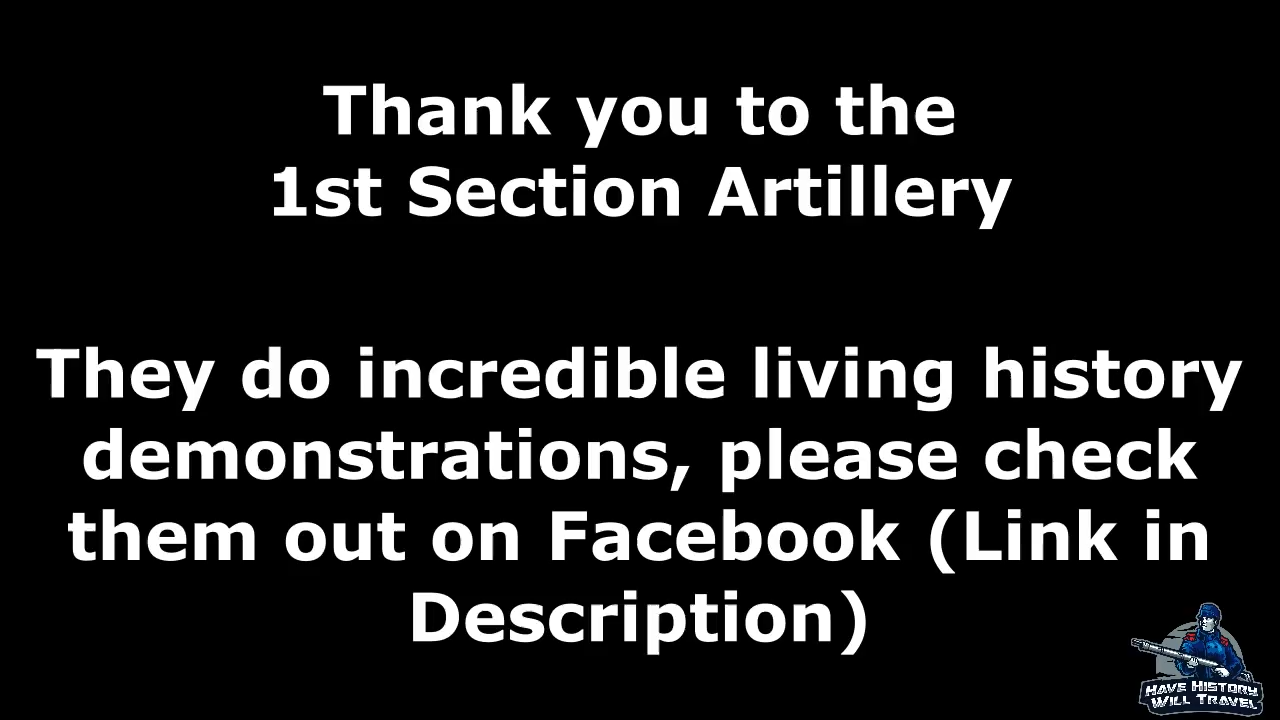 Thank you to the
1st Section Artillery
They do incredible living history
demonstrations, please check
them out on Facebook (Link in
Description)
HAVE HISTORY
WILL TRAVEL